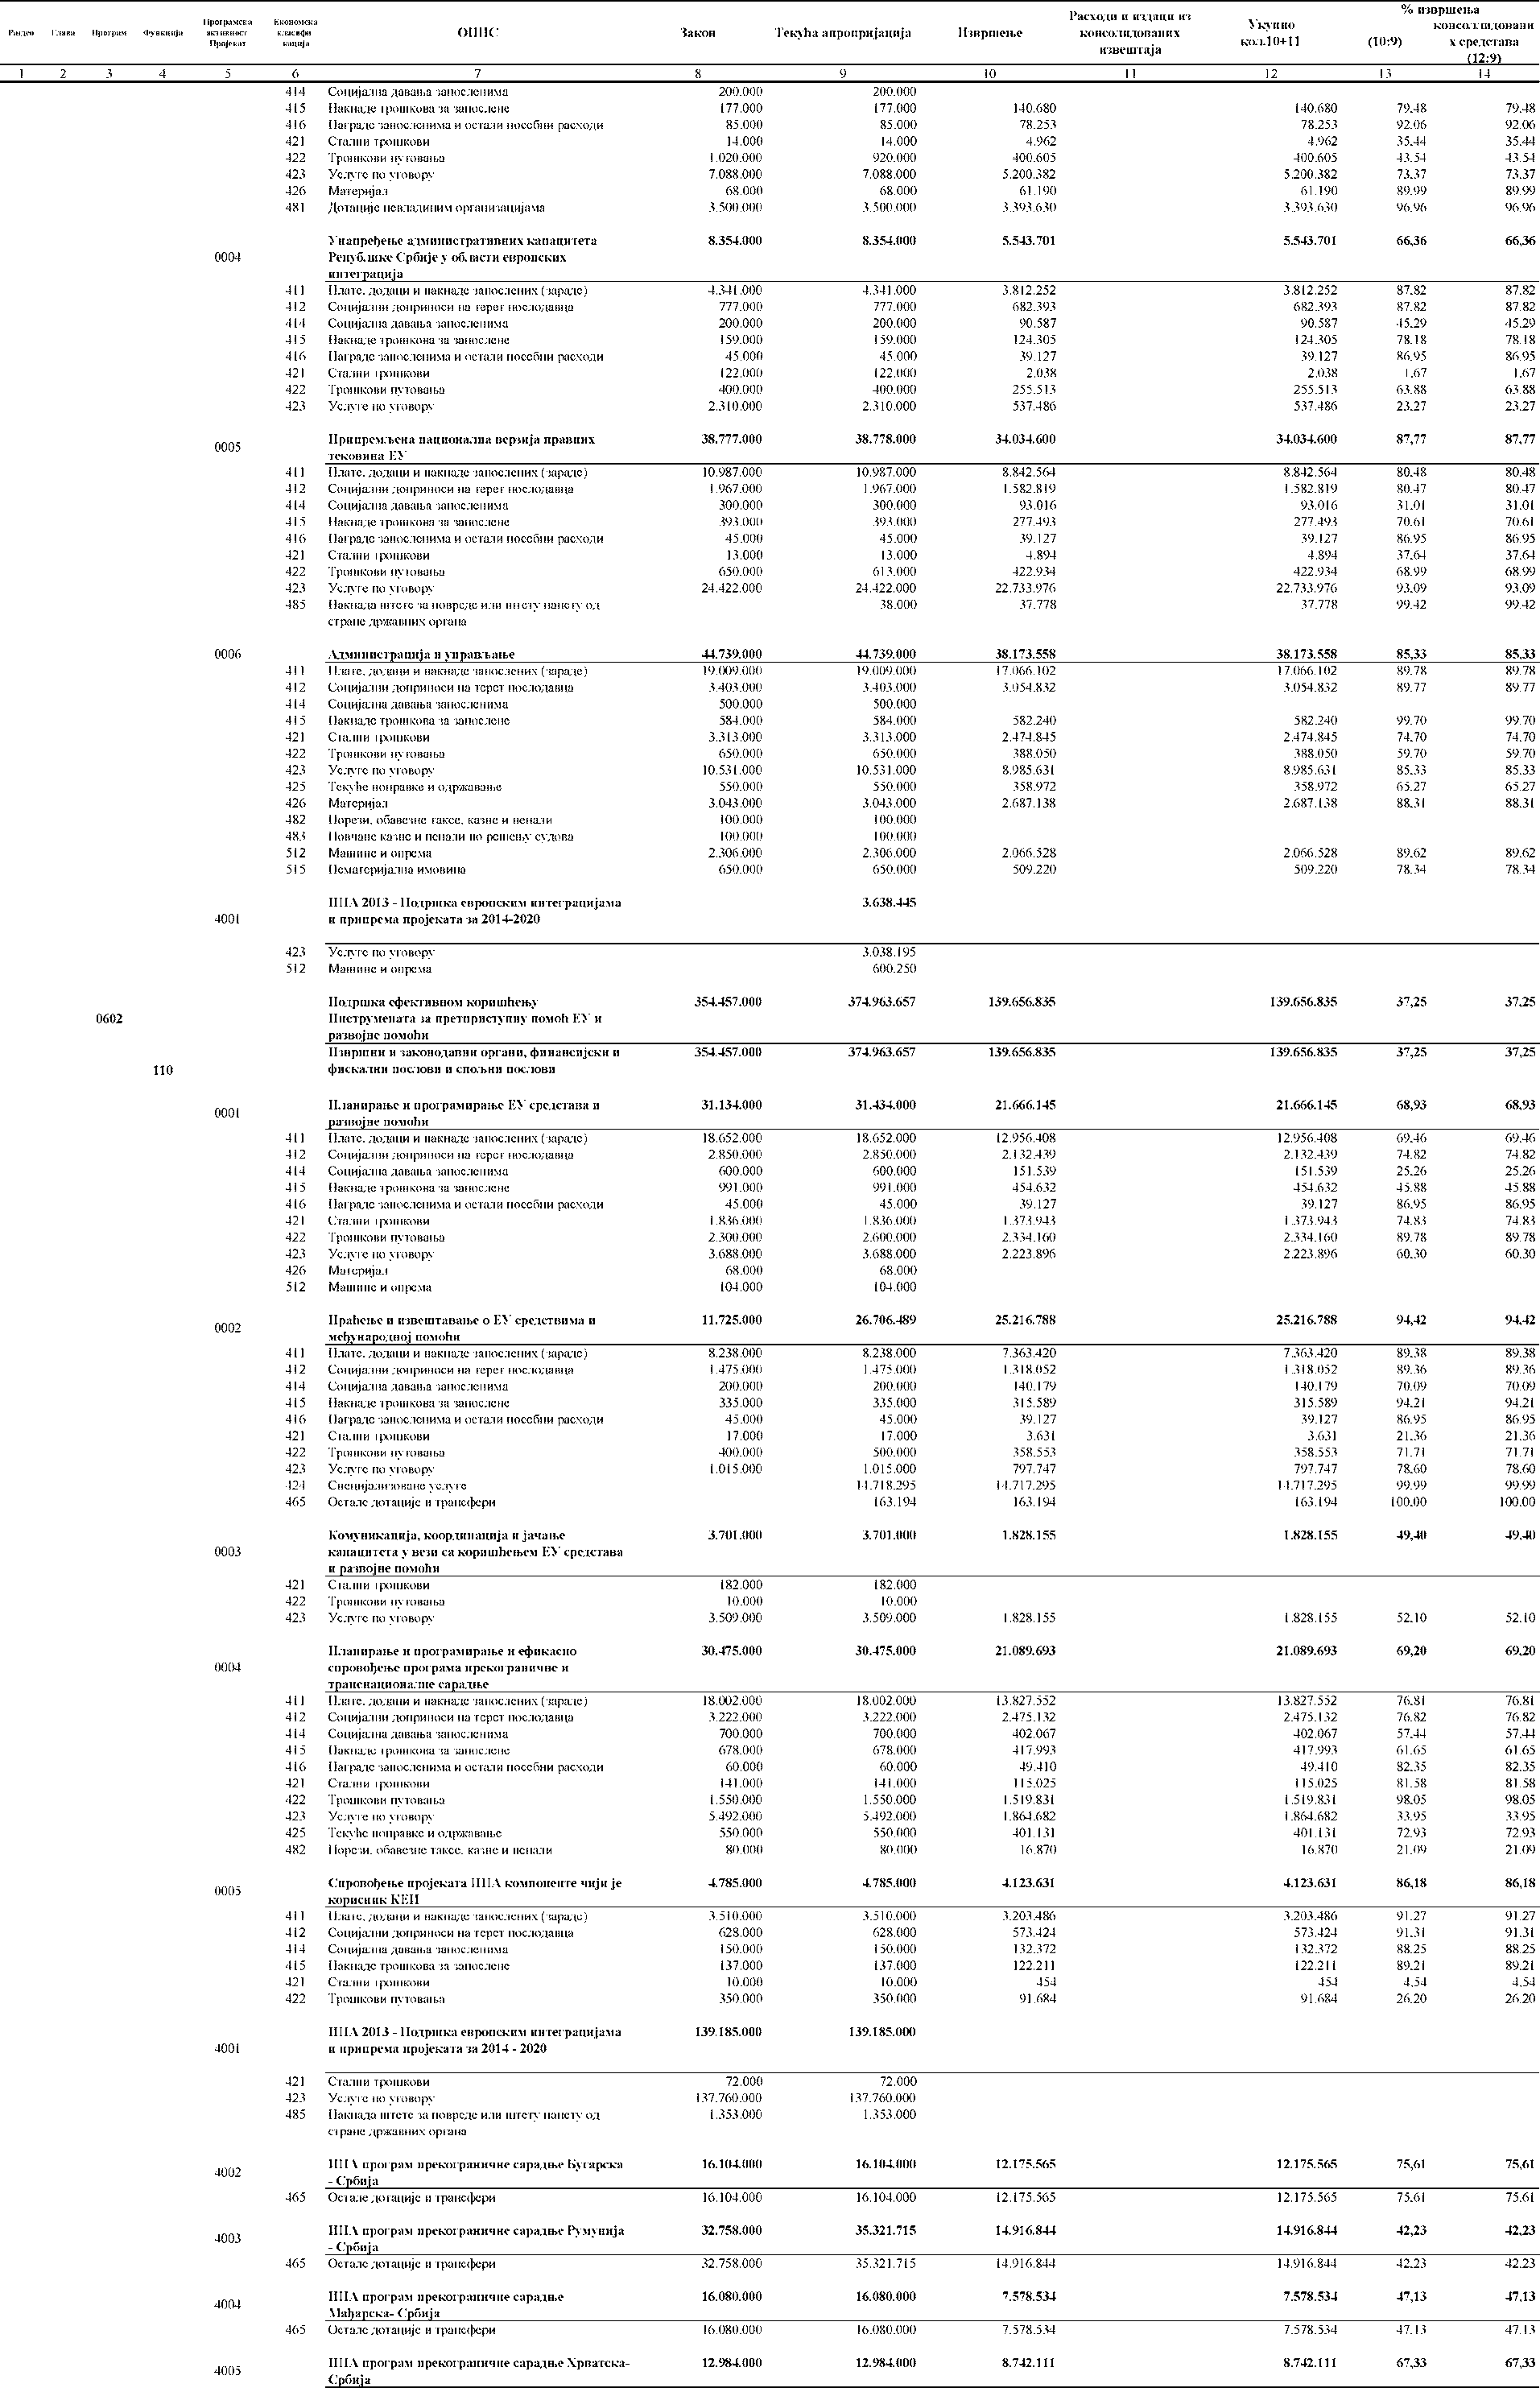 Раздео Глава Програм Функција Програмска активност Пројекат Економска класифи кација ОПИС Закон Текућа апропријација Извршење Расходи и издаци из консолидованих извештаја Укупно кол.10+11 (10:9) % извршења консолидовани х средстава (12:9)
1 2 3 4 5 6 7 8 9 10 11 12 13 14
414 Социјална давања запосленима 200.000 200.000
415 Накнаде трошкова за запослене 177.000 177.000 140.680 140.680 79.48 79.48
416 Награде запосленима и остали посебни расходи 85.000 85.000 78.253 78.253 92.06 92.06
421 Стални трошкови 14.000 14.000 4.962 4.962 35.44 35.44
422 Трошкови путовања 1.020.000 920.000 400.605 400.605 43.54 43.54
423 Услуге по уговору 7.088.000 7.088.000 5.200.382 5.200.382 73.37 73.37
426 Материјал 68.000 68.000 61.190 61.190 89.99 89.99
481 Дотације невладиним организацијама 3.500.000 3.500.000 3.393.630 3.393.630 96.96 96.96
0004 Унапређење административних капацитета 8.354.000 8.354.000 5.543.701 5.543.701 66,36 66,36
Републике Србије у области европских
интеграција
411 Плате, додаци и накнаде запослених (зараде) 4.341.000 4.341.000 3.812.252 3.812.252 87.82 87.82
412 Социјални доприноси на терет послодавца 777.000 777.000 682.393 682.393 87.82 87.82
414 Социјална давања запосленима 200.000 200.000 90.587 90.587 45.29 45.29
415 Накнаде трошкова за запослене 159.000 159.000 124.305 124.305 78.18 78.18
416 Награде запосленима и остали посебни расходи 45.000 45.000 39.127 39.127 86.95 86.95
421 Стални трошкови 122.000 122.000 2.038 2.038 1.67 1.67
422 Трошкови путовања 400.000 400.000 255.513 255.513 63.88 63.88
423 Услуге по уговору 2.310.000 2.310.000 537.486 537.486 23.27 23.27
0005 Припремљена национална верзија правних 38.777.000 38.778.000 34.034.600 34.034.600 87,77 87,77
тековина ЕУ
411 Плате, додаци и накнаде запослених (зараде) 10.987.000 10.987.000 8.842.564 8.842.564 80.48 80.48
412 Социјални доприноси на терет послодавца 1.967.000 1.967.000 1.582.819 1.582.819 80.47 80.47
414 Социјална давања запосленима 300.000 300.000 93.016 93.016 31.01 31.01
415 Накнаде трошкова за запослене 393.000 393.000 277.493 277.493 70.61 70.61
416 Награде запосленима и остали посебни расходи 45.000 45.000 39.127 39.127 86.95 86.95
421 Стални трошкови 13.000 13.000 4.894 4.894 37.64 37.64
422 Трошкови путовања 650.000 613.000 422.934 422.934 68.99 68.99
423 Услуге по уговору 24.422.000 24.422.000 22.733.976 22.733.976 93.09 93.09
485 Накнада штете за повреде или штету нанету од 38.000 37.778 37.778 99.42 99.42
стране државних органа
0006 Администрација и управљање 44.739.000 44.739.000 38.173.558 38.173.558 85,33 85,33
411 Плате, додаци и накнаде запослених (зараде) 19.009.000 19.009.000 17.066.102 17.066.102 89.78 89.78
412 Социјални доприноси на терет послодавца 3.403.000 3.403.000 3.054.832 3.054.832 89.77 89.77
414 Социјална давања запосленима 500.000 500.000
415 Накнаде трошкова за запослене 584.000 584.000 582.240 582.240 99.70 99.70
421 Стални трошкови 3.313.000 3.313.000 2.474.845 2.474.845 74.70 74.70
422 Трошкови путовања 650.000 650.000 388.050 388.050 59.70 59.70
423 Услуге по уговору 10.531.000 10.531.000 8.985.631 8.985.631 85.33 85.33
425 Текуће поправке и одржавање 550.000 550.000 358.972 358.972 65.27 65.27
426 Материјал 3.043.000 3.043.000 2.687.138 2.687.138 88.31 88.31
482 Порези, обавезне таксе, казне и пенали 100.000 100.000
483 Новчане казне и пенали по решењу судова 100.000 100.000
512 Машине и опрема 2.306.000 2.306.000 2.066.528 2.066.528 89.62 89.62
515 Нематеријална имовина 650.000 650.000 509.220 509.220 78.34 78.34
4001 ИПА 2013 - Подршка европским интеграцијама 3.638.445
и припрема пројеката за 2014-2020
423 Услуге по уговору 3.038.195
512 Машине и опрема 600.250
0602 Подршка ефективном коришћењу 354.457.000 374.963.657 139.656.835 139.656.835 37,25 37,25
Инструмената за претприступну помоћ ЕУ и
развојне помоћи
110 Извршни и законодавни органи, финансијски и 354.457.000 374.963.657 139.656.835 139.656.835 37,25 37,25
фискални послови и спољни послови
0001 Планирање и програмирање ЕУ средстава и 31.134.000 31.434.000 21.666.145 21.666.145 68,93 68,93
развојне помоћи
411 Плате, додаци и накнаде запослених (зараде) 18.652.000 18.652.000 12.956.408 12.956.408 69.46 69.46
412 Социјални доприноси на терет послодавца 2.850.000 2.850.000 2.132.439 2.132.439 74.82 74.82
414 Социјална давања запосленима 600.000 600.000 151.539 151.539 25.26 25.26
415 Накнаде трошкова за запослене 991.000 991.000 454.632 454.632 45.88 45.88
416 Награде запосленима и остали посебни расходи 45.000 45.000 39.127 39.127 86.95 86.95
421 Стални трошкови 1.836.000 1.836.000 1.373.943 1.373.943 74.83 74.83
422 Трошкови путовања 2.300.000 2.600.000 2.334.160 2.334.160 89.78 89.78
423 Услуге по уговору 3.688.000 3.688.000 2.223.896 2.223.896 60.30 60.30
426 Материјал 68.000 68.000
512 Машине и опрема 104.000 104.000
0002 Праћење и извештавање о ЕУ средствима и 11.725.000 26.706.489 25.216.788 25.216.788 94,42 94,42
међународној помоћи
411 Плате, додаци и накнаде запослених (зараде) 8.238.000 8.238.000 7.363.420 7.363.420 89.38 89.38
412 Социјални доприноси на терет послодавца 1.475.000 1.475.000 1.318.052 1.318.052 89.36 89.36
414 Социјална давања запосленима 200.000 200.000 140.179 140.179 70.09 70.09
415 Накнаде трошкова за запослене 335.000 335.000 315.589 315.589 94.21 94.21
416 Награде запосленима и остали посебни расходи 45.000 45.000 39.127 39.127 86.95 86.95
421 Стални трошкови 17.000 17.000 3.631 3.631 21.36 21.36
422 Трошкови путовања 400.000 500.000 358.553 358.553 71.71 71.71
423 Услуге по уговору 1.015.000 1.015.000 797.747 797.747 78.60 78.60
424 Специјализоване услуге 14.718.295 14.717.295 14.717.295 99.99 99.99
465 Остале дотације и трансфери 163.194 163.194 163.194 100.00 100.00
0003 Комуникација, координација и јачање 3.701.000 3.701.000 1.828.155 1.828.155 49,40 49,40
капацитета у вези са коришћењем ЕУ средстава
и развојне помоћи
421 Стални трошкови 182.000 182.000
422 Трошкови путовања 10.000 10.000
423 Услуге по уговору 3.509.000 3.509.000 1.828.155 1.828.155 52.10 52.10
0004 Планирање и програмирање и ефикасно 30.475.000 30.475.000 21.089.693 21.089.693 69,20 69,20
спровођење програма прекограничне и
транснационалне сарадње
411 Плате, додаци и накнаде запослених (зараде) 18.002.000 18.002.000 13.827.552 13.827.552 76.81 76.81
412 Социјални доприноси на терет послодавца 3.222.000 3.222.000 2.475.132 2.475.132 76.82 76.82
414 Социјална давања запосленима 700.000 700.000 402.067 402.067 57.44 57.44
415 Накнаде трошкова за запослене 678.000 678.000 417.993 417.993 61.65 61.65
416 Награде запосленима и остали посебни расходи 60.000 60.000 49.410 49.410 82.35 82.35
421 Стални трошкови 141.000 141.000 115.025 115.025 81.58 81.58
422 Трошкови путовања 1.550.000 1.550.000 1.519.831 1.519.831 98.05 98.05
423 Услуге по уговору 5.492.000 5.492.000 1.864.682 1.864.682 33.95 33.95
425 Текуће поправке и одржавање 550.000 550.000 401.131 401.131 72.93 72.93
482 Порези, обавезне таксе, казне и пенали 80.000 80.000 16.870 16.870 21.09 21.09
0005 Спровођење пројеката ИПА компоненте чији је 4.785.000 4.785.000 4.123.631 4.123.631 86,18 86,18
корисник КЕИ
411 Плате, додаци и накнаде запослених (зараде) 3.510.000 3.510.000 3.203.486 3.203.486 91.27 91.27
412 Социјални доприноси на терет послодавца 628.000 628.000 573.424 573.424 91.31 91.31
414 Социјална давања запосленима 150.000 150.000 132.372 132.372 88.25 88.25
415 Накнаде трошкова за запослене 137.000 137.000 122.211 122.211 89.21 89.21
421 Стални трошкови 10.000 10.000 454 454 4.54 4.54
422 Трошкови путовања 350.000 350.000 91.684 91.684 26.20 26.20
4001 ИПА 2013 - Подршка европским интеграцијама 139.185.000 139.185.000
и припрема пројеката за 2014 - 2020
421 Стални трошкови 72.000 72.000
423 Услуге по уговору 137.760.000 137.760.000
485 Накнада штете за повреде или штету нанету од 1.353.000 1.353.000
стране државних органа
4002 ИПА програм прекограничне сарадње Бугарска 16.104.000 16.104.000 12.175.565 12.175.565 75,61 75,61
- Србија
465 Остале дотације и трансфери 16.104.000 16.104.000 12.175.565 12.175.565 75.61 75.61
4003 ИПА програм прекограничне сарадње Румунија 32.758.000 35.321.715 14.916.844 14.916.844 42,23 42,23
- Србија
465 Остале дотације и трансфери 32.758.000 35.321.715 14.916.844 14.916.844 42.23 42.23
4004 ИПА програм прекограничне сарадње 16.080.000 16.080.000 7.578.534 7.578.534 47,13 47,13
Мађарска- Србија
465 Остале дотације и трансфери 16.080.000 16.080.000 7.578.534 7.578.534 47.13 47.13
4005 ИПА програм прекограничне сарадње Хрватска- 12.984.000 12.984.000 8.742.111 8.742.111 67,33 67,33
Србија